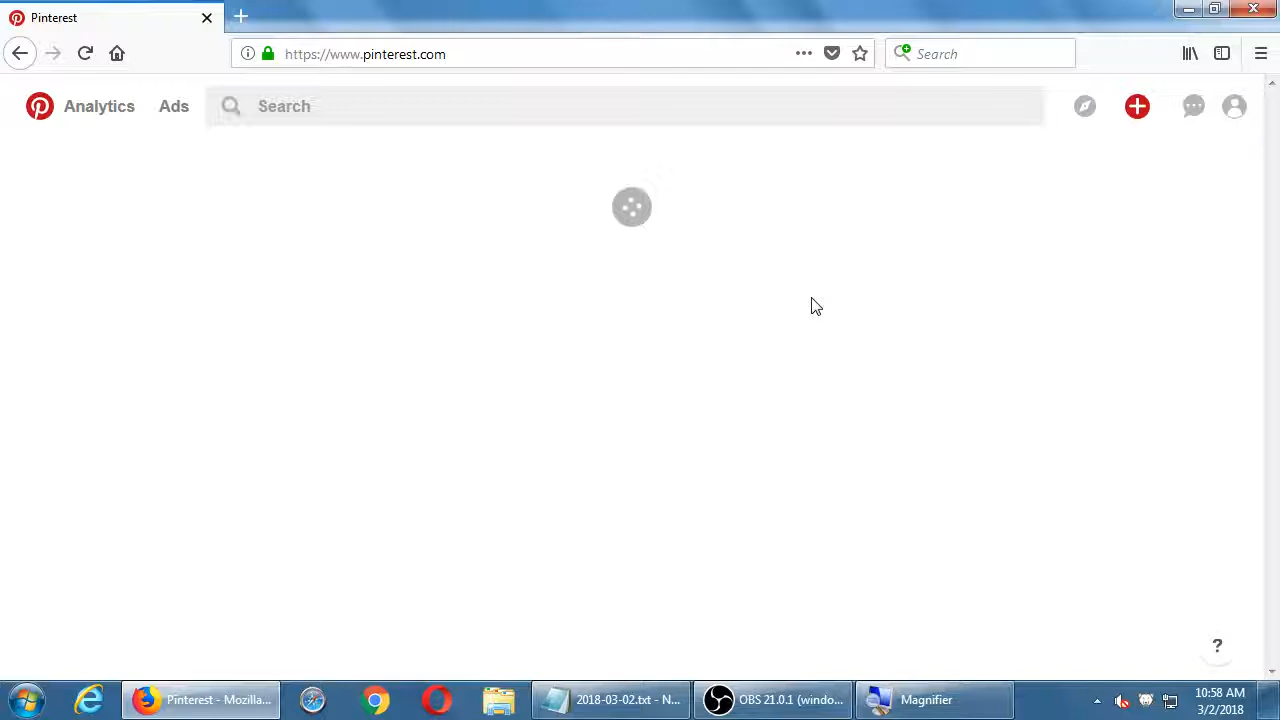 Pinterest
https://www.pinterest.com
Search
Analytics
Ads
Search
?
Pinterest - Mozilla...
2018-03-02.txt - N...
OBS 21.0.1 (windo...
Magnifier
10:58 AM
3/2/2018